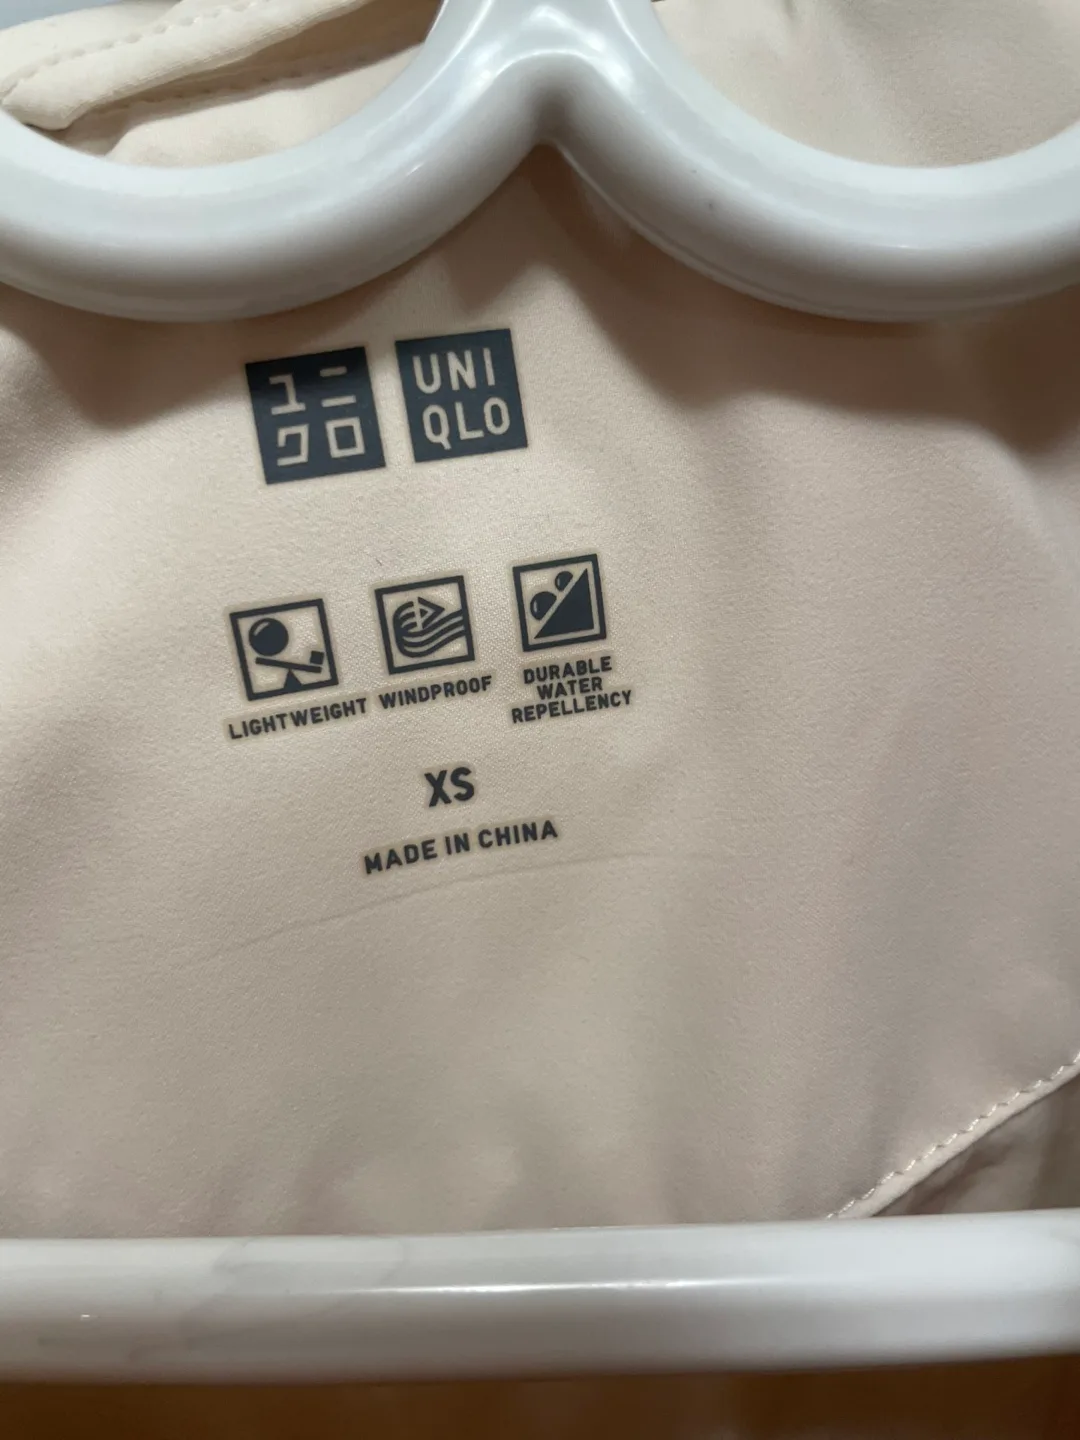 ユニ
クロ
UNI
QLO
LIGHTWEIGHT
WINDPROOF
DURABLE
WATER
REPELLENCY
XS
MADE IN CHINA